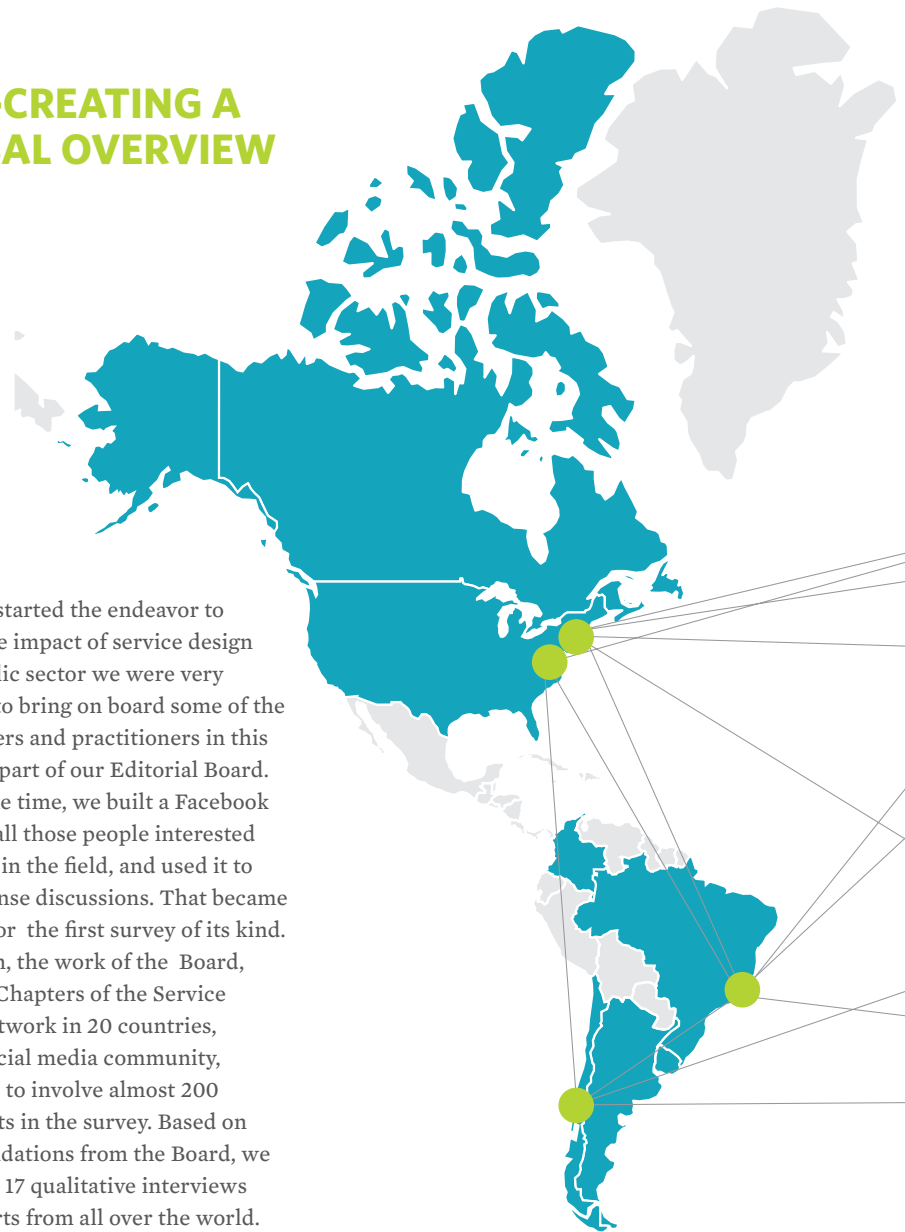 CREATING A
AL OVERVIEW
started the endeavor to
e impact of service design
lic sector we were very
to bring on board some of the
ers and practitioners in this
part of our Editorial Board.
e time, we built a Facebook
all those people interested
in the field, and used it to
nse discussions. That became
or the first survey of its kind.
n, the work of the Board,
Chapters of the Service
twork in 20 countries,
cial media community,
to involve almost 200
ts in the survey. Based on
dations from the Board, we
17 qualitative interviews
rts from all over the world.